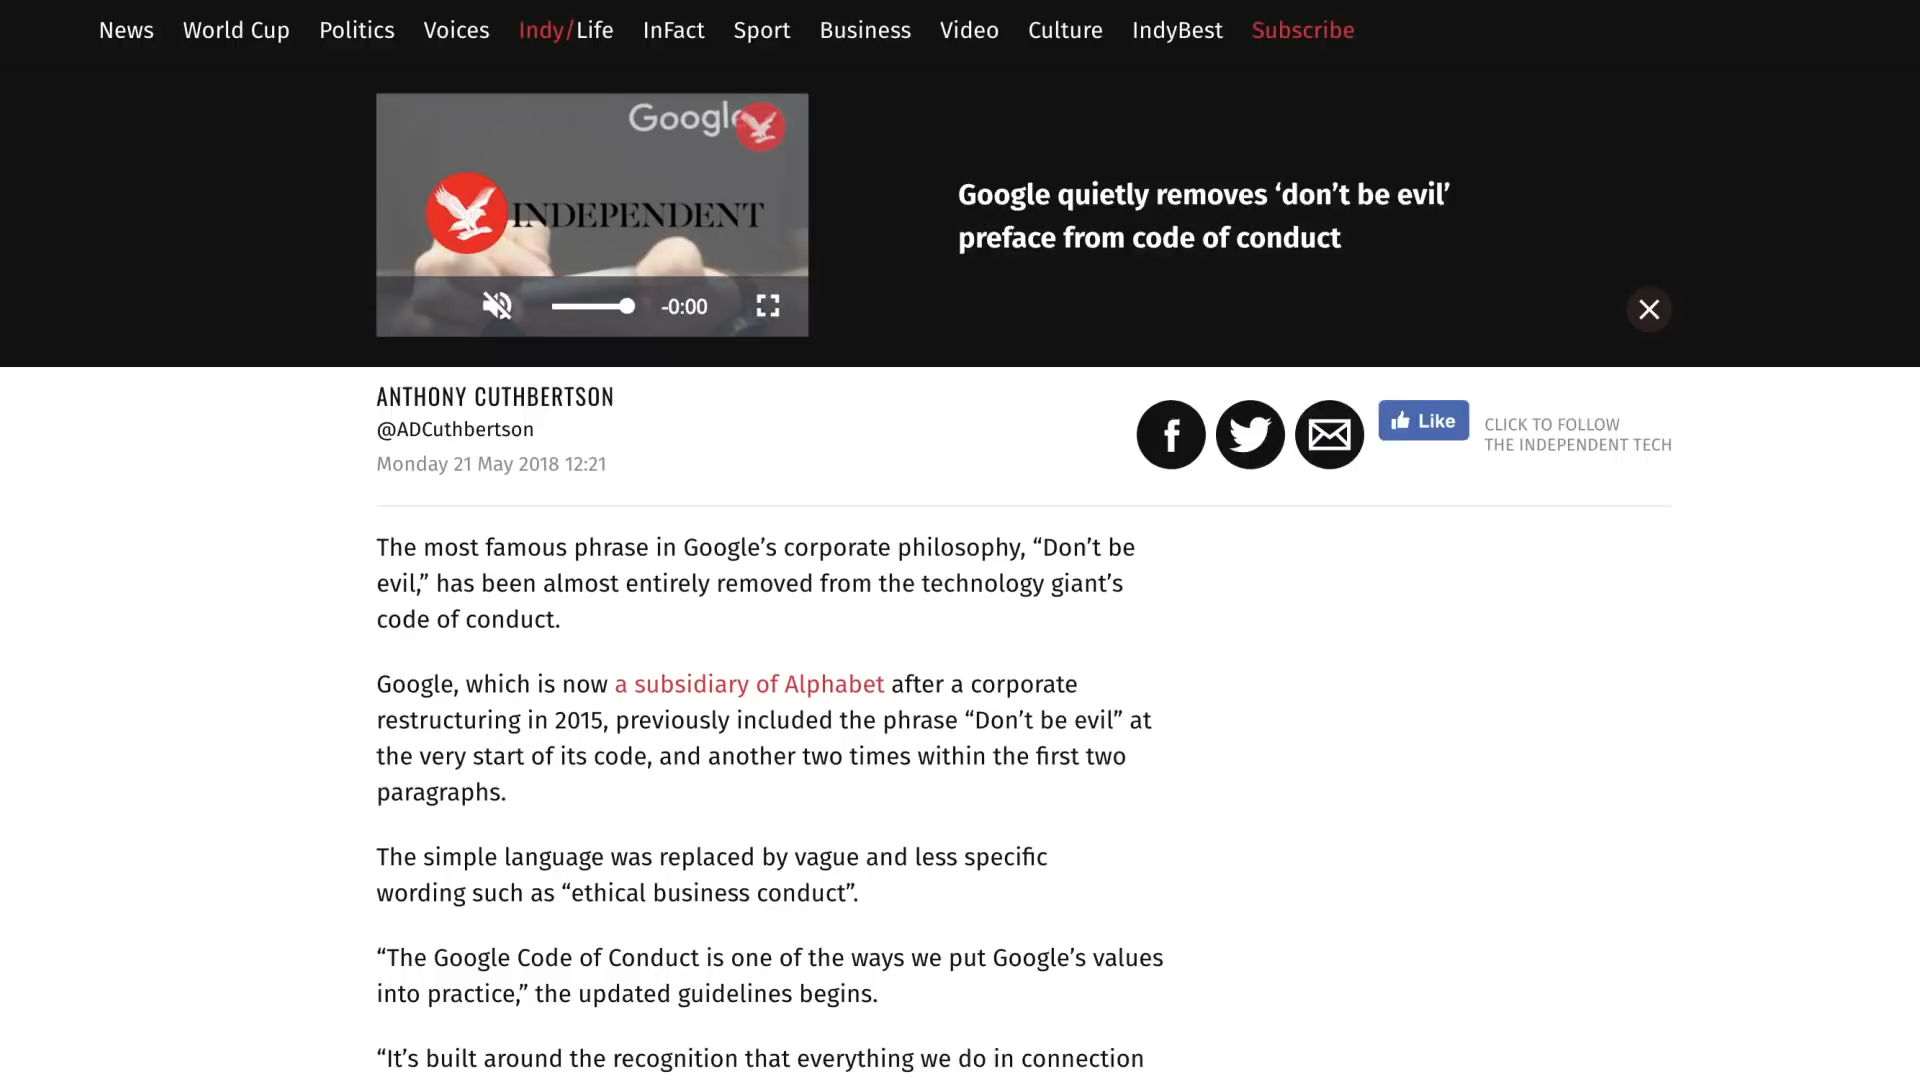 News World Cup Politics Voices Indy/Life InFact Sport Business Video Culture IndyBest Subscribe
Google
INDEPENDENT
-0:00
Google quietly removes ‘don’t be evil’
preface from code of conduct
ANTHONY CUTHBERTSON
@ADCuthbertson
Monday 21 May 2018 12:21
f
Like
CLICK TO FOLLOW
THE INDEPENDENT TECH
The most famous phrase in Google’s corporate philosophy, “Don’t be
evil,” has been almost entirely removed from the technology giant’s
code of conduct.
Google, which is now a subsidiary of Alphabet after a corporate
restructuring in 2015, previously included the phrase “Don’t be evil” at
the very start of its code, and another two times within the first two
paragraphs.
The simple language was replaced by vague and less specific
wording such as “ethical business conduct”.
“The Google Code of Conduct is one of the ways we put Google’s values
into practice,” the updated guidelines begins.
“It’s built around the recognition that everything we do in connection